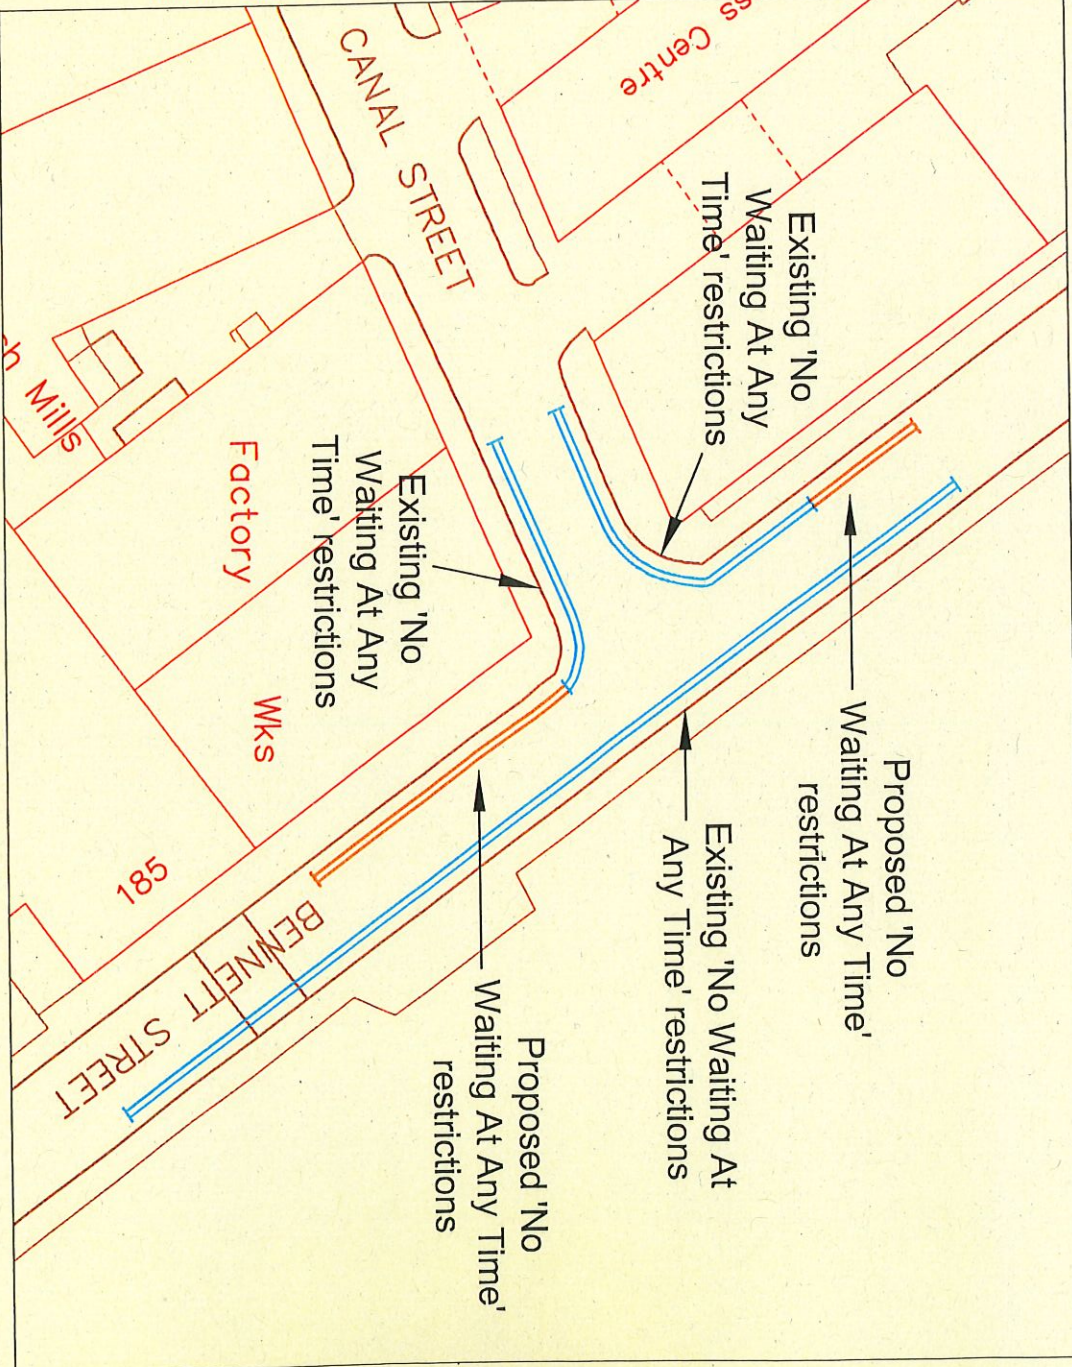 ss Centre
CANAL STREET
Existing 'No
Waiting At Any
Time' restrictions
Proposed 'No
Waiting At Any Time'
restrictions
Existing 'No Waiting At
Any Time' restrictions
Existing 'No
Waiting At Any
Time' restrictions
Proposed 'No
Waiting At Any Time'
restrictions
Factory
Wks
h Mills
185
BENNETT STREET